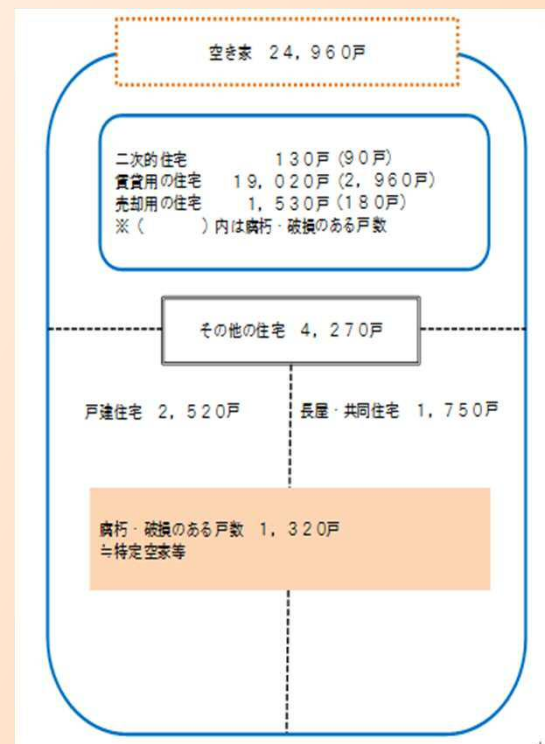 空き家 24,960戸
二次的住宅 130戸(90戸)
賃貸用の住宅 19,020戸(2,960戸)
売却用の住宅 1,530戸(180戸)
※( )内は腐朽・破損のある戸数
その他の住宅 4,270戸
戸建住宅 2,520戸
長屋・共同住宅 1,750戸
腐朽・破損のある戸数 1,320戸
≒特定空家等